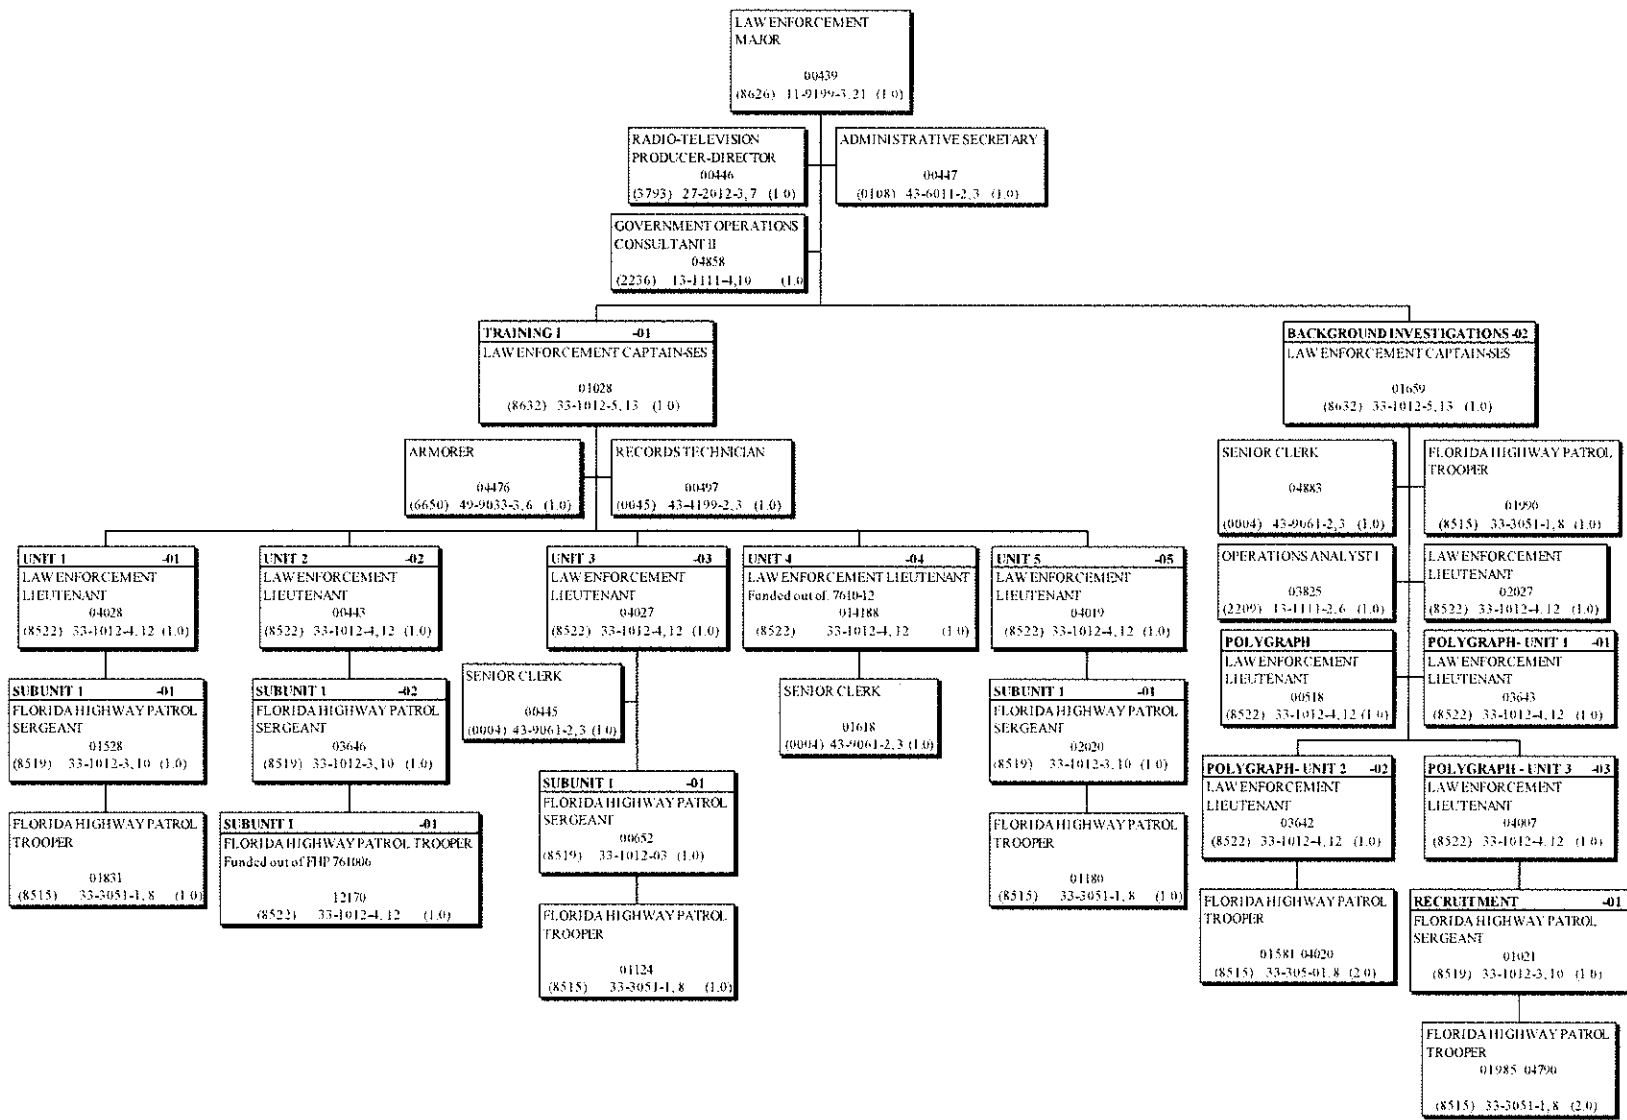 LAW ENFORCEMENT
MAJOR
00439
(8626) 11-9199-3,21 (1.0)
RADIO-TELEVISION
PRODUCER-DIRECTOR
00446
(3793) 27-2012-3, 7 (1.0)
ADMINISTRATIVE SECRETARY
00447
(0108) 43-6011-2, 3 (1.0)
GOVERNMENT OPERATIONS
CONSULTANT II
04858
(2236) 13-1111-4,10 (1.0
TRAINING I -01
LAW ENFORCEMENT CAPTAIN-SES
01028
(8632) 33-1012-5, 13 (1.0)
BACKGROUND INVESTIGATIONS -02
LAW ENFORCEMENT CAPTAIN-SES
01659
(8632) 33-1012-5, 13 (1.0)
ARMORER
04476
(6650) 49-9033-3, 6 (1.0)
RECORDS TECHNICIAN
00497
(0045) 43-4199-2, 3 (1.0)
SENIOR CLERK
04883
(0004) 43-9061-2, 3 (1.0)
FLORIDA HIGHWAY PATROL
TROOPER
01996
(8515) 33-3051-1, 8 (1.0)
UNIT 1 -01
LAW ENFORCEMENT
LIEUTENANT
04028
(8522) 33-1012-4, 12 (1.0)
UNIT 2 -02
LAW ENFORCEMENT
LIEUTENANT
00443
(8522) 33-1012-4, 12 (1.0)
UNIT 3 -03
LAW ENFORCEMENT
LIEUTENANT
04027
(8522) 33-1012-4, 12 (1.0)
UNIT 4 -04
LAW ENFORCEMENT LIEUTENANT
Funded out of. 7610-12
014188
(8522) 33-1012-4, 12 (1.0)
UNIT 5 -05
LAW ENFORCEMENT
LIEUTENANT
04019
(8522) 33-1012-4, 12 (1.0)
OPERATIONS ANALYST I
03825
(2209) 13-1111-2, 6 (1.0)
LAW ENFORCEMENT
LIEUTENANT
02027
(8522) 33-1012-4, 12 (1.0)
POLYGRAPH
LAW ENFORCEMENT
LIEUTENANT
00518
(8522) 33-1012-4, 12 (1.0)
POLYGRAPH- UNIT 1 -01
LAW ENFORCEMENT
LIEUTENANT
03643
(8522) 33-1012-4, 12 (1.0)
SUBUNIT 1 -01
FLORIDA HIGHWAY PATROL
SERGEANT
01528
(8519) 33-1012-3, 10 (1.0)
SUBUNIT 1 -02
FLORIDA HIGHWAY PATROL
SERGEANT
03646
(8519) 33-1012-3, 10 (1.0)
SENIOR CLERK
00445
(0004) 43-9061-2, 3 (1.0)
SENIOR CLERK
01618
(0004) 43-9061-2, 3 (1.0)
SUBUNIT 1 -01
FLORIDA HIGHWAY PATROL
SERGEANT
02020
(8519) 33-1012-3, 10 (1.0)
POLYGRAPH- UNIT 2 -02
LAW ENFORCEMENT
LIEUTENANT
03642
(8522) 33-1012-4, 12 (1.0)
POLYGRAPH - UNIT 3 -03
LAW ENFORCEMENT
LIEUTENANT
04007
(8522) 33-1012-4, 12 (1.0)
SUBUNIT 1 -01
FLORIDA HIGHWAY PATROL
SERGEANT
00652
(8519) 33-1012-03 (1.0)
FLORIDA HIGHWAY PATROL
TROOPER
01831
(8515) 33-3051-1, 8 (1.0)
SUBUNIT 1 -01
FLORIDA HIGHWAY PATROL TROOPER
Funded out of FHP 761006
12170
(8522) 33-1012-4, 12 (1.0)
FLORIDA HIGHWAY PATROL
TROOPER
01180
(8515) 33-3051-1, 8 (1.0)
FLORIDA HIGHWAY PATROL
TROOPER
01581 04020
(8515) 33-305-01, 8 (2.0)
RECRUITMENT -01
FLORIDA HIGHWAY PATROL
SERGEANT
01021
(8519) 33-1012-3, 10 (1.0)
FLORIDA HIGHWAY PATROL
TROOPER
01124
(8515) 33-3051-1, 8 (1.0)
FLORIDA HIGHWAY PATROL
TROOPER
01985 04790
(8515) 33-3051-1, 8 (2.0)